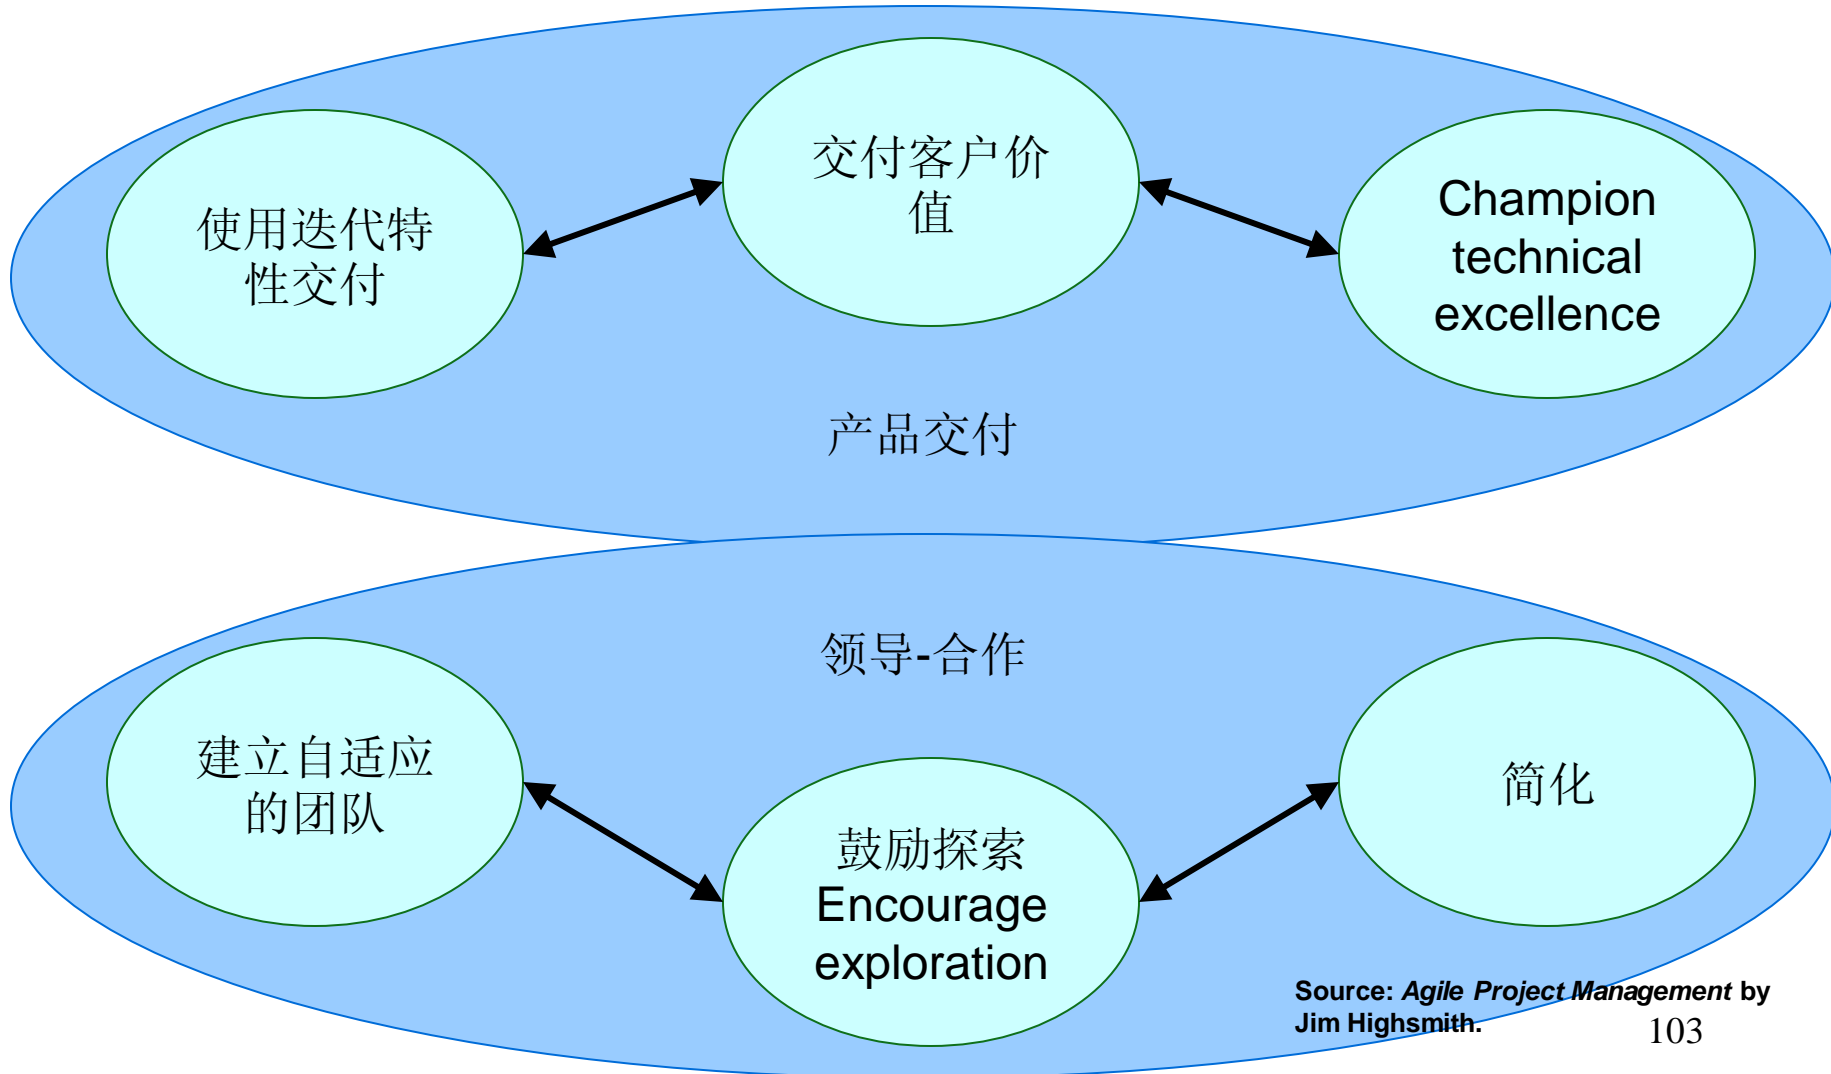 使用迭代特
性交付
交付客户价
值
Champion
technical
excellence
产品交付
领导-合作
建立自适应
的团队
鼓励探索
Encourage
exploration
简化
Source: Agile Project Management by
Jim Highsmith.
103